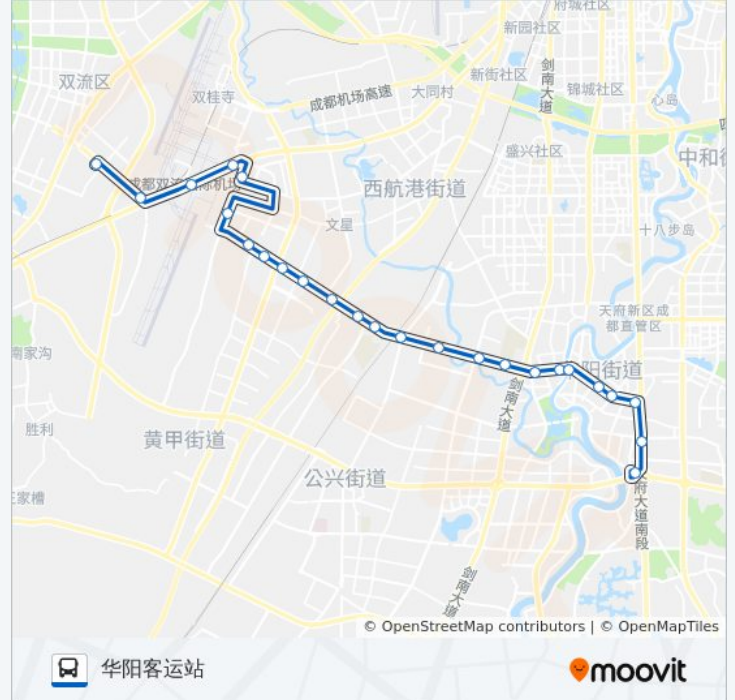 府城社区
新园社区
新街社区
剑南大道
锦城社区
双流区
双桂寺
成都机场高速
大同村
心岛
盛兴社区
中和街
成都双流国际机场
西航港街道
文星
十八步岛
天府新区成
都直管区
南家沟
阳街道
剑南大道
胜利
黄甲街道
公兴街道
王家槽
天府大道南段
剑南大道
© OpenStreetMap contributors | © OpenMapTiles
华阳客运站
moovit